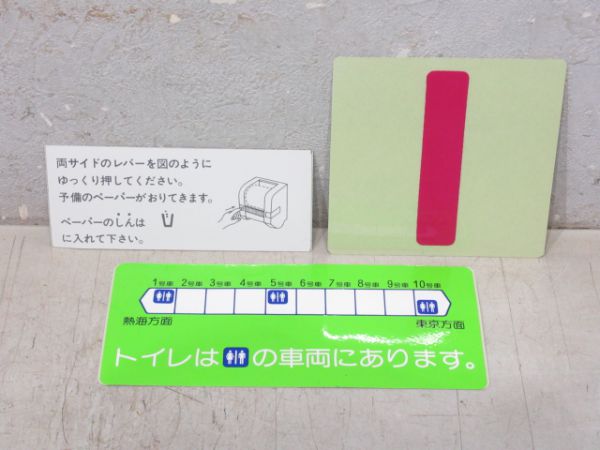 両サイドのレバーを図のように
ゆっくり押してください。
予備のペーパーがおりてきます。
ペーパーのしんは
に入れて下さい。
1号車 2号車 3号車 4号車 5号車 6号車 7号車 8号車 9号車 10号車
熱海方面 東京方面
トイレは の車両にあります。